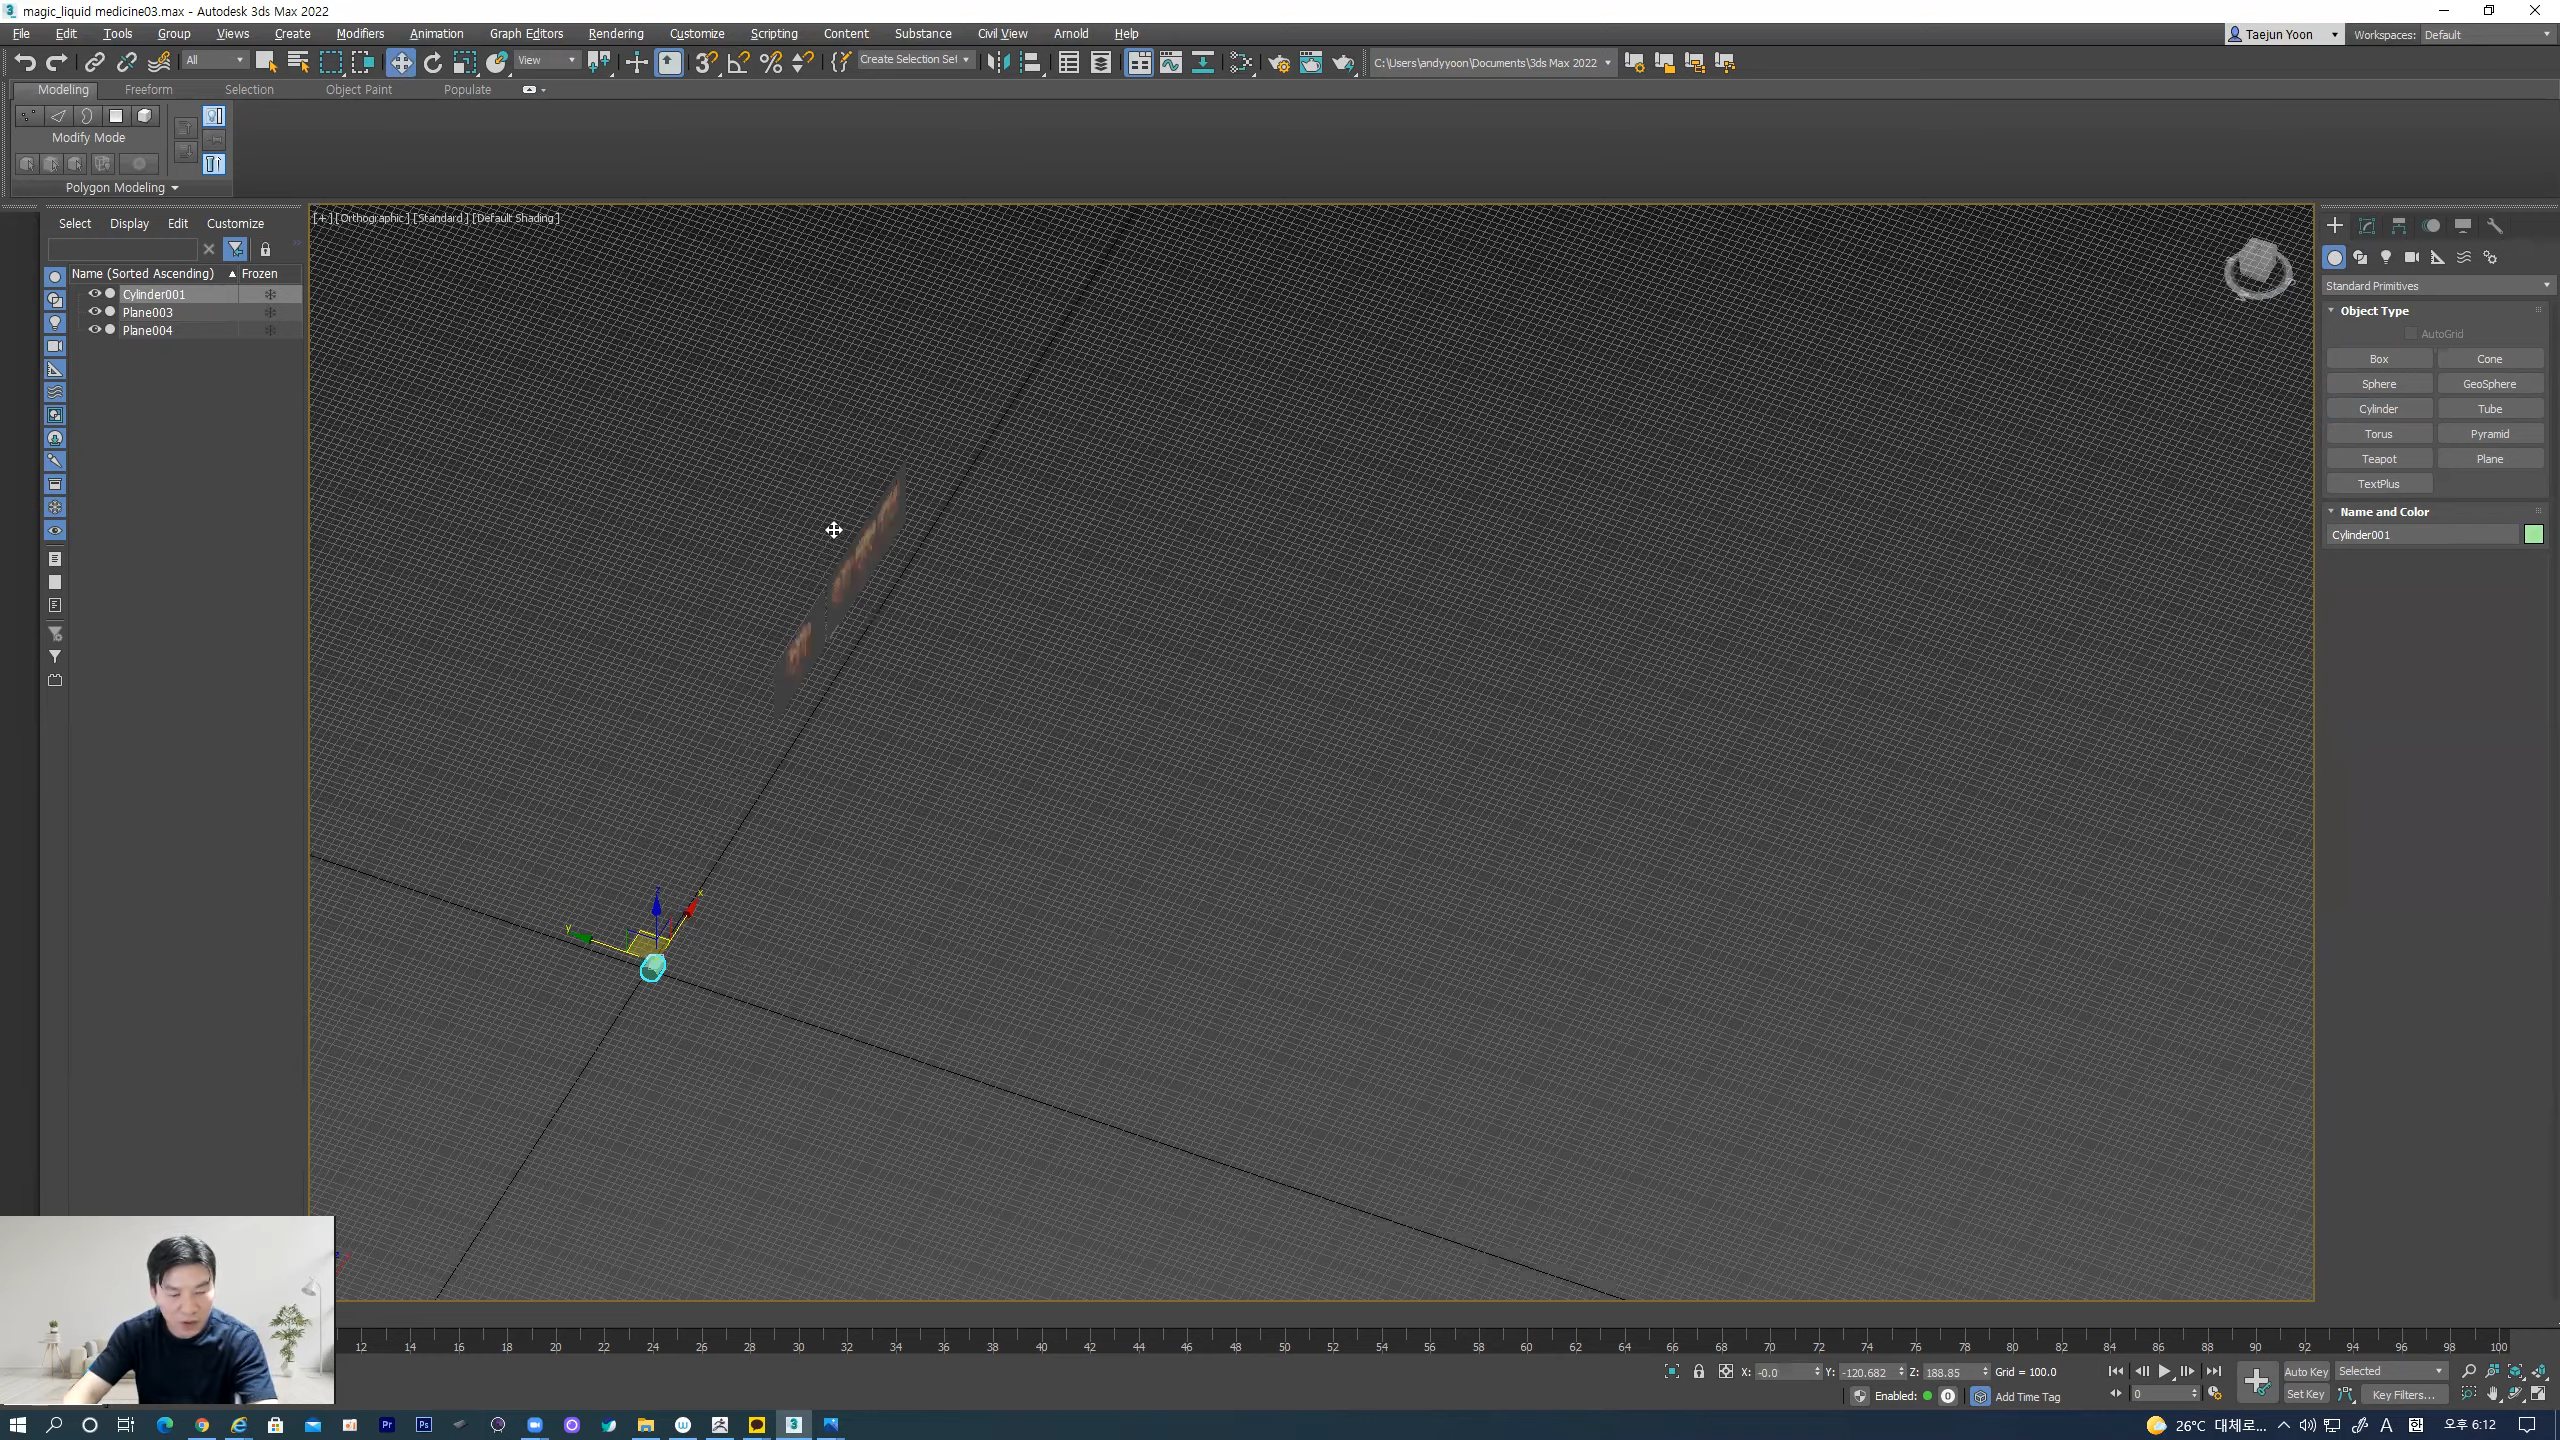 magic_liquid medicine03.max - Autodesk 3ds Max 2022
File Edit Tools Group Views Create Modifiers Animation Graph Editors Rendering Customize Scripting Content Substance Civil View Arnold Help
Taejun Yoon Workspaces: Default
All View Create Selection Set C:\Users\andyyoon\Documents\3ds Max 2022
Modeling Freeform Selection Object Paint Populate
Modify Mode
Polygon Modeling
Select Display Edit Customize
[+] [Orthographic] [Standard] [Default Shading]
Name (Sorted Ascending) Frozen
Cylinder001
Plane003
Plane004
Standard Primitives
Object Type
AutoGrid
Box Cone
Sphere GeoSphere
Cylinder Tube
Torus Pyramid
Teapot Plane
TextPlus
Name and Color
Cylinder001
z
x
y
12 14 16 18 20 22 24 26 28 30 32 34 36 38 40 42 44 46 48 50 52 54 56 58 60 62 64 66 68 70 72 74 76 78 80 82 84 86 88 90 92 94 96 98 100
X: -0.0 Y: -120.682 Z: 188.85 Grid = 100.0 Auto Key Selected
Enabled: 0 Add Time Tag 0 Set Key Key Filters...
26°C 대체로... A 한 오후 6:12